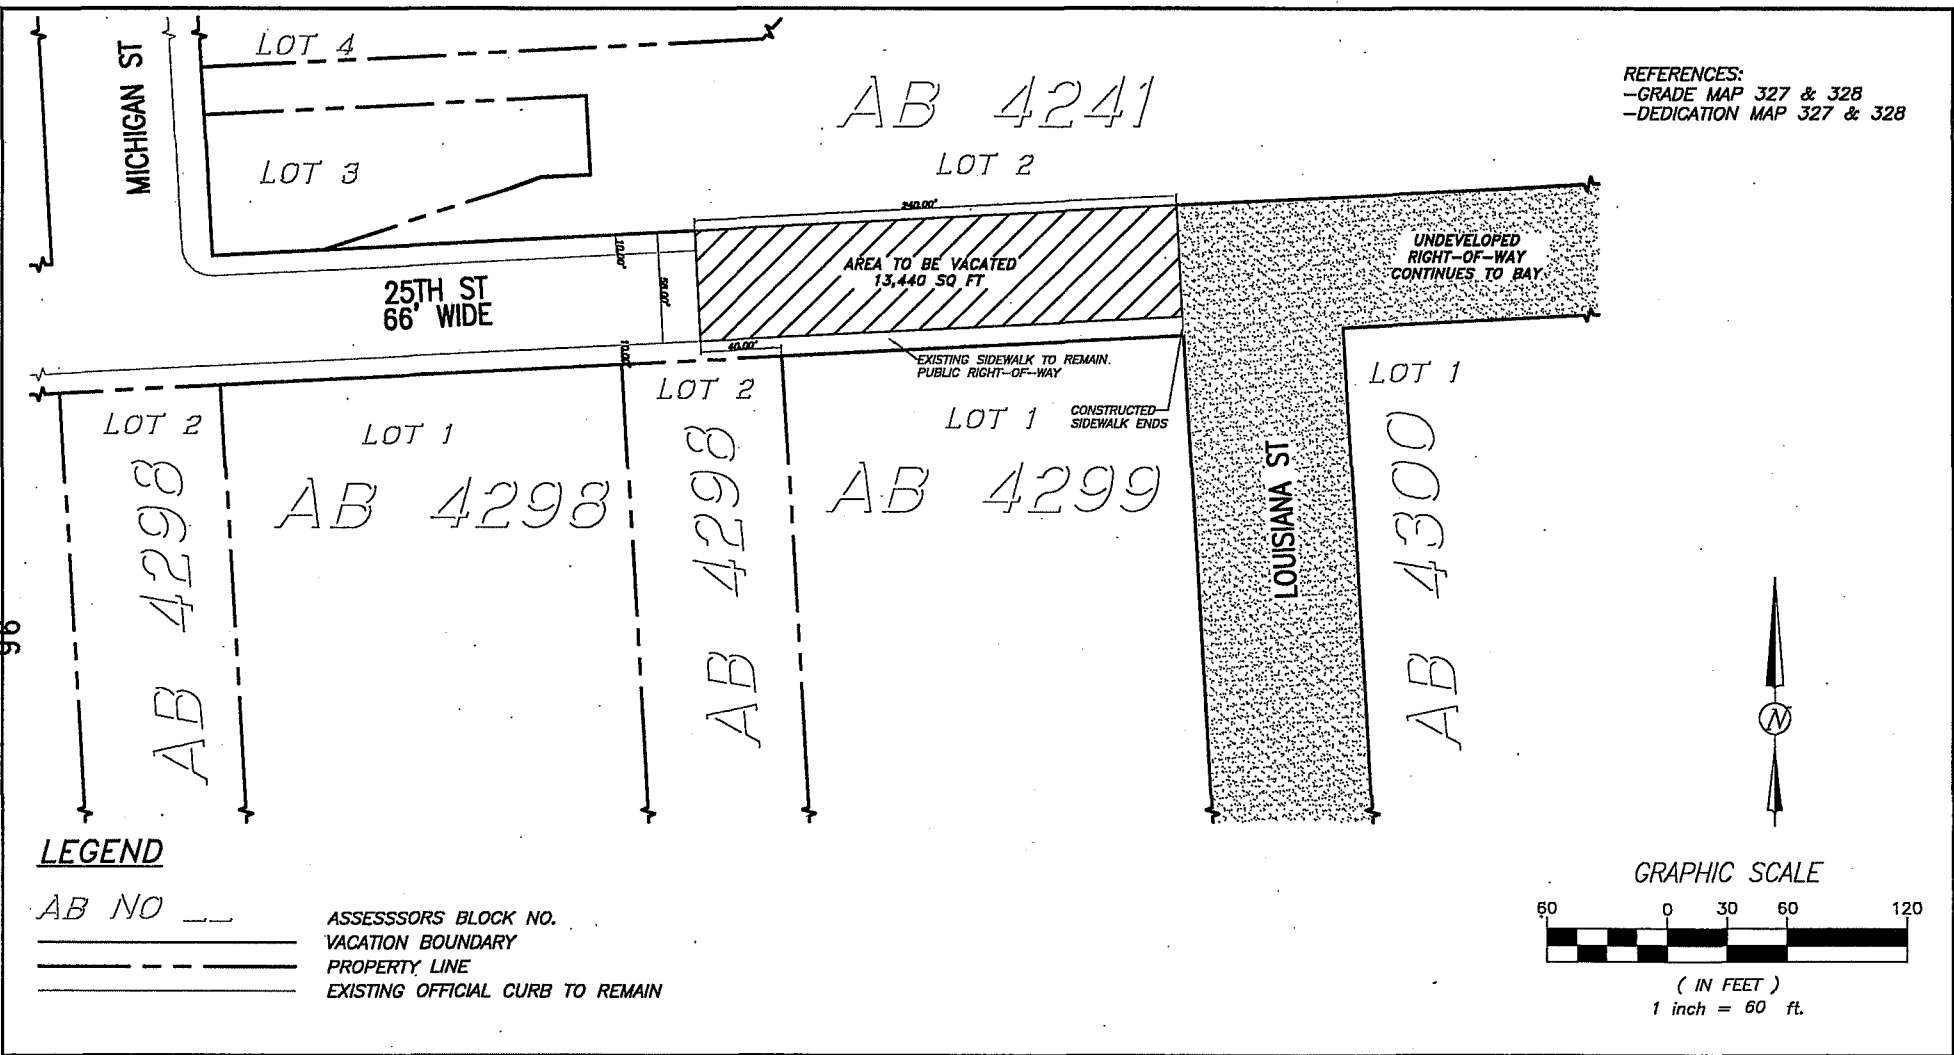 LOT 4
MICHIGAN ST
LOT 3
AB 4241
LOT 2
REFERENCES:
-GRADE MAP 327 & 328
-DEDICATION MAP 327 & 328
240.00'
10.00'
56.00'
AREA TO BE VACATED
13,440 SQ FT
UNDEVELOPED
RIGHT-OF-WAY
CONTINUES TO BAY
25TH ST
66' WIDE
10.00'
40.00'
EXISTING SIDEWALK TO REMAIN.
PUBLIC RIGHT-OF-WAY
CONSTRUCTED
SIDEWALK ENDS
LOT 2
LOT 1
LOT 2
LOT 1
LOT 1
AB 4298
AB 4298
AB 4298
AB 4299
LOUISIANA ST
AB 4300
96
N
LEGEND
AB NO __
ASSESSSORS BLOCK NO.
VACATION BOUNDARY
PROPERTY LINE
EXISTING OFFICIAL CURB TO REMAIN
GRAPHIC SCALE
60 0 30 60 120
( IN FEET )
1 inch = 60 ft.